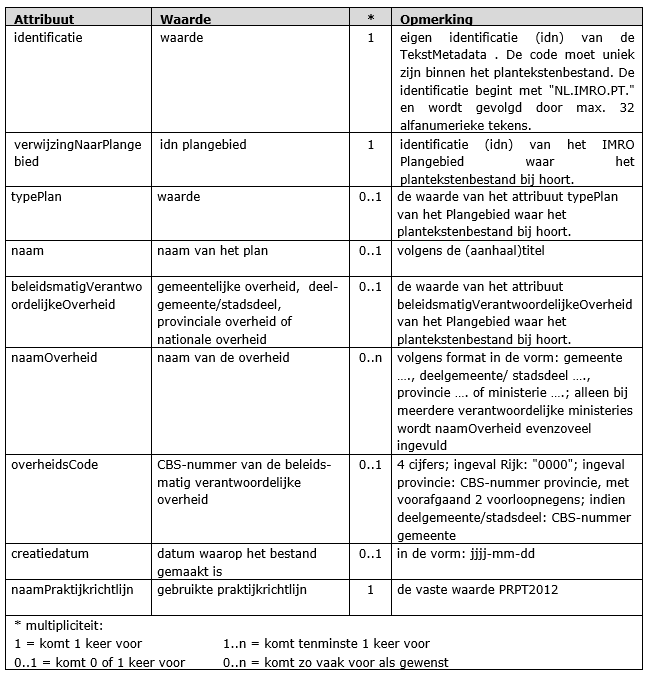 Attribuut Waarde * Opmerking
identificatie waarde 1 eigen identificatie (idn) van de
TekstMetadata . De code moet uniek
zijn binnen het plantekstenbestand. De
identificatie begint met "NL.IMRO.PT."
en wordt gevolgd door max. 32
alfanumerieke tekens.
verwijzingNaarPlange idn plangebied 1 identificatie (idn) van het IMRO
bied Plangebied waar het
plantekstenbestand bij hoort.
typePlan waarde 0..1 de waarde van het attribuut typePlan
van het Plangebied waar het
plantekstenbestand bij hoort.
naam naam van het plan 0..1 volgens de (aanhaal)titel
beleidsmatigVerantwo gemeentelijke overheid, deel- 0..1 de waarde van het attribuut
ordelijkeOverheid gemeente/stadsdeel, beleidsmatigVerantwoordelijkeOverheid
provinciale overheid of van het Plangebied waar het
nationale overheid plantekstenbestand bij hoort.
naamOverheid naam van de overheid 0..n volgens format in de vorm: gemeente
…., deelgemeente/ stadsdeel ….,
provincie …. of ministerie ….; alleen bij
meerdere verantwoordelijke ministeries
wordt naamOverheid evenzoveel
ingevuld
overheidsCode CBS-nummer van de beleids- 0..1 4 cijfers; ingeval Rijk: "0000"; ingeval
matig verantwoordelijke provincie: CBS-nummer provincie, met
overheid voorafgaand 2 voorloopnegens; indien
deelgemeente/stadsdeel: CBS-nummer
gemeente
creatiedatum datum waarop het bestand 0..1 in de vorm: jjjj-mm-dd
gemaakt is
naamPraktijkrichtlijn gebruikte praktijkrichtlijn 1 de vaste waarde PRPT2012
* multipliciteit:
1 = komt 1 keer voor 1..n = komt tenminste 1 keer voor
0..1 = komt 0 of 1 keer voor 0..n = komt zo vaak voor als gewenst